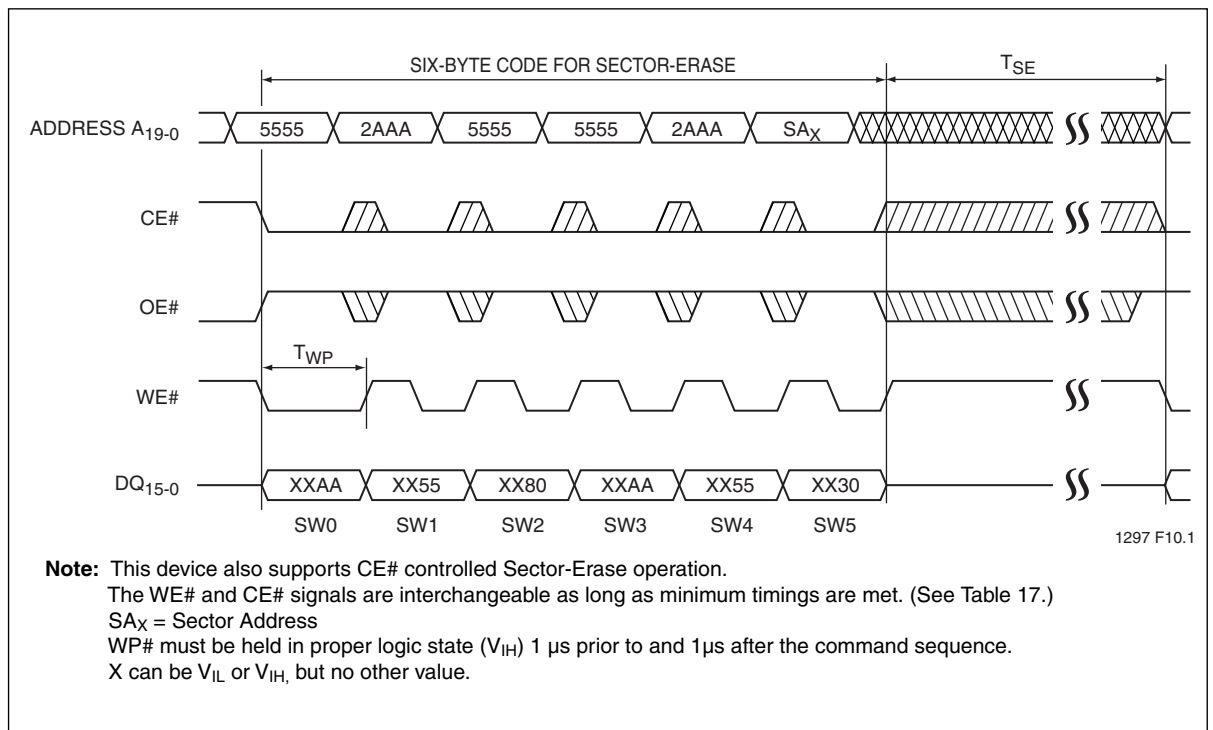 SIX-BYTE CODE FOR SECTOR-ERASE
TSE
ADDRESS A19-0
5555 2AAA 5555 5555 2AAA SAX
CE#
OE#
TWP
WE#
DQ15-0
XXAA XX55 XX80 XXAA XX55 XX30
SW0 SW1 SW2 SW3 SW4 SW5
1297 F10.1
Note: This device also supports CE# controlled Sector-Erase operation.
The WE# and CE# signals are interchangeable as long as minimum timings are met. (See Table 17.)
SAX = Sector Address
WP# must be held in proper logic state (VIH) 1 µs prior to and 1µs after the command sequence.
X can be VIL or VIH, but no other value.